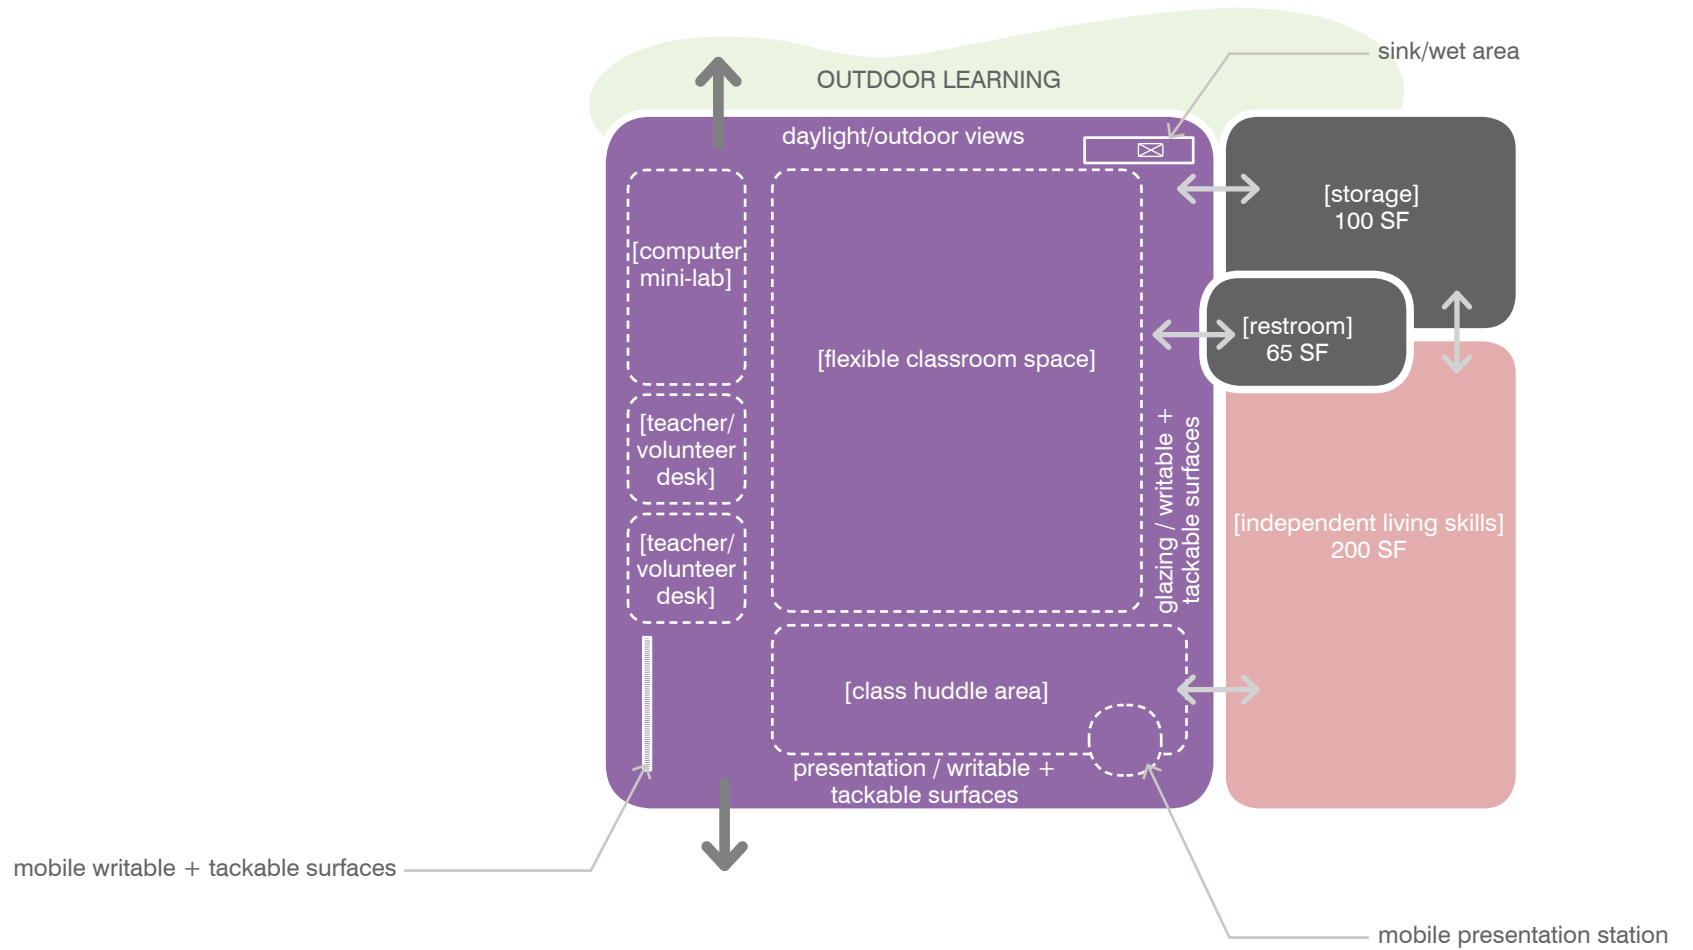 sink/wet area
OUTDOOR LEARNING
daylight/outdoor views
[storage]
100 SF
[computer
mini-lab]
[restroom]
65 SF
[flexible classroom space]
[teacher/
volunteer
desk]
glazing / writable +
tackable surfaces
[independent living skills]
200 SF
[teacher/
volunteer
desk]
[class huddle area]
presentation / writable +
tackable surfaces
mobile writable + tackable surfaces
mobile presentation station